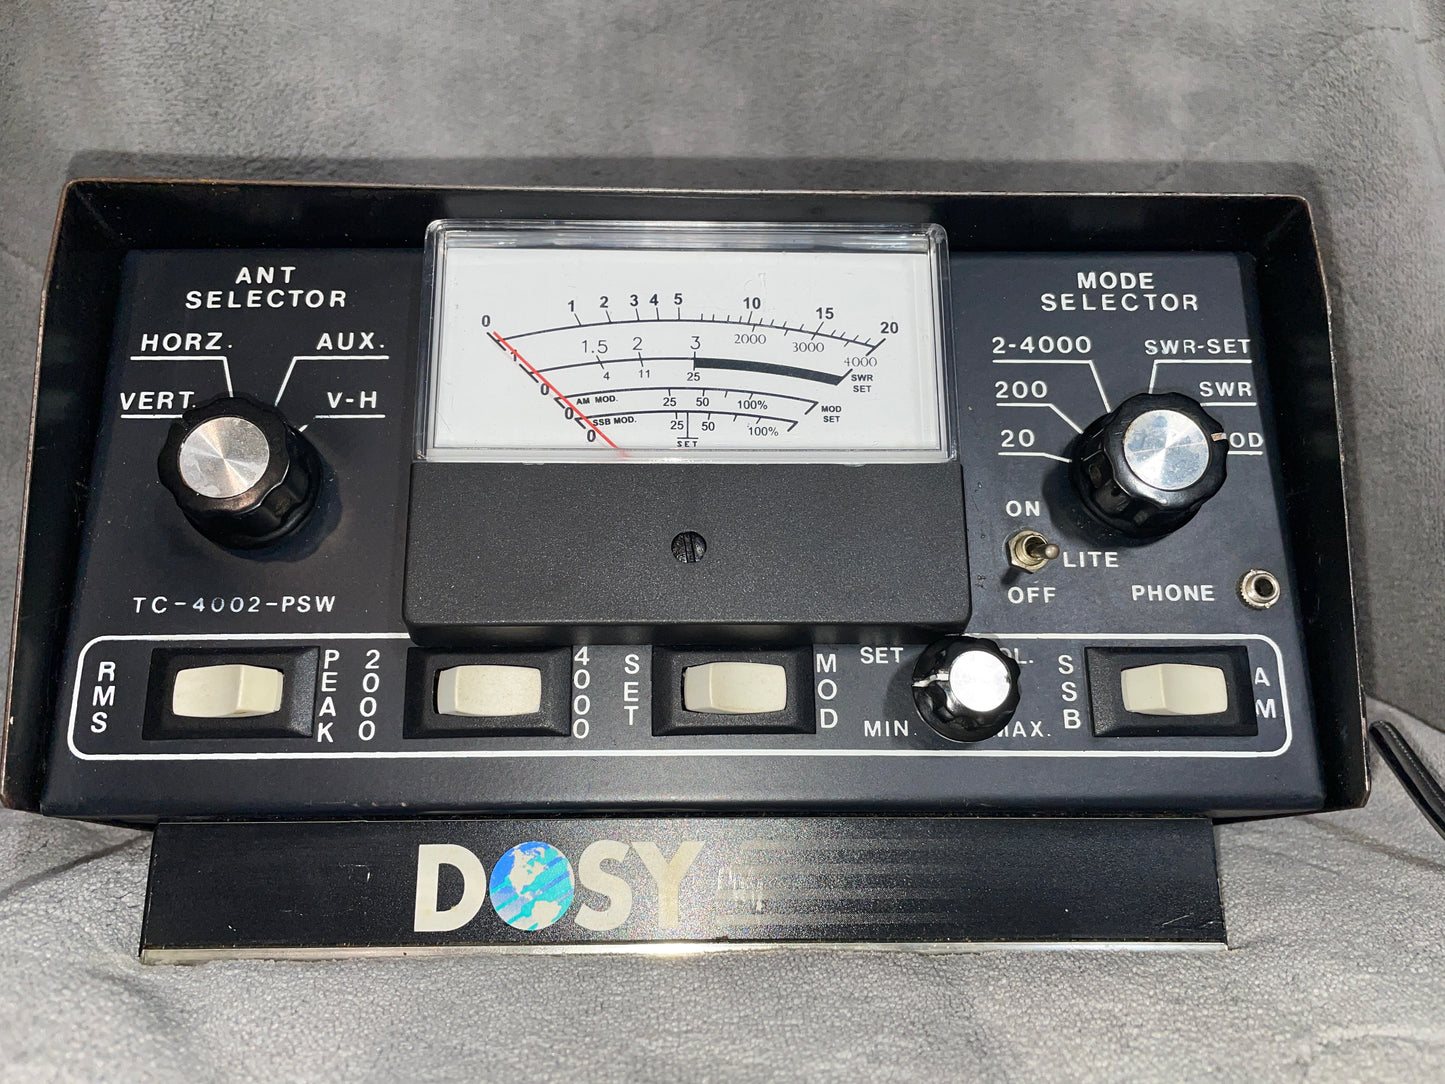 ANT
SELECTOR
HORZ.
AUX.
VERT.
V-H
TC-4002-PSW
0 1 2 3 4 5 10 15 20
1.5 2 3 2000 3000 4000
4 11 25
SWR
SET
0
AM MOD. 25 50 100%
MOD
SET
0
SSB MOD. 25 50 100%
0
SET
MODE
SELECTOR
2-4000
SWR-SET
200
SWR
20
OD
ON
LITE
OFF
PHONE
RMS
PEAK
2000
4000
SET
MOD
SET
OL.
MIN.
MAX.
SSB
AM
DOSY